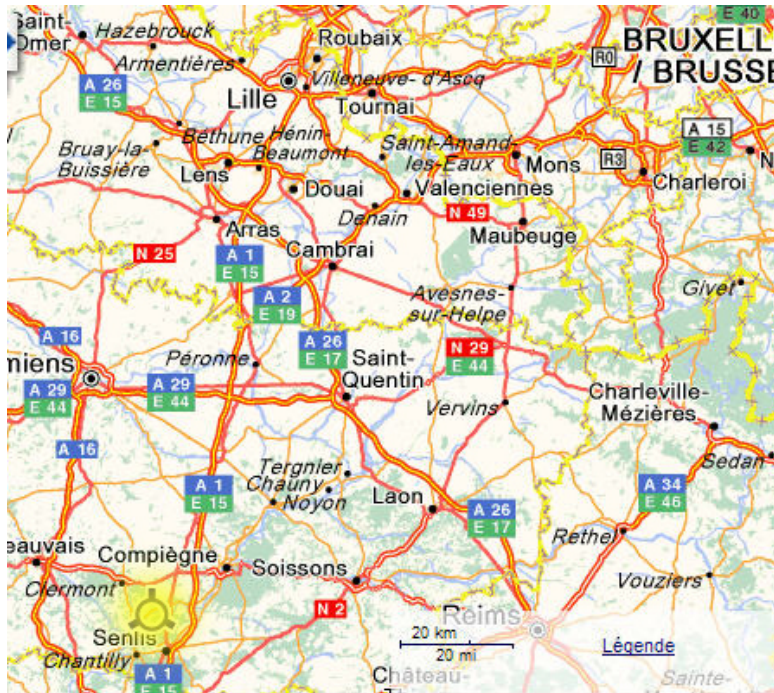 Saint-
Omer
Hazebrouck
Armentières
Roubaix
E 40
BRUXELL
/ BRUSSE
R0
A 26
E 15
Lille
Villeneuve- d'Ascq
Tournai
Béthune
Hénin-
Beaumont
Bruay-la-
Buissière
Lens
Saint-Amand-
les-Eaux
Mons
R3
A 15
E 42
N
Charleroi
Douai
Valenciennes
Denain
Arras
N 49
Maubeuge
N 25
A 1
E 15
Cambrai
A 2
E 19
Avesnes-
sur-Helpe
Givet
A 16
A 26
E 17
miens
Péronne
Saint-
Quentin
N 29
E 44
A 29
E 44
A 29
E 44
Vervins
Charleville-
Mézières
A 16
Sedan
Tergnier
Chauny
Noyon
A 1
E 15
Laon
A 26
E 17
A 34
E 46
Rethel
eauvais
Compiègne
Soissons
Clermont
Vouziers
N 2
Reims
Senlis
Chantilly
A 1
E 15
20 km
20 mi
Légende
Château-
Sainte-